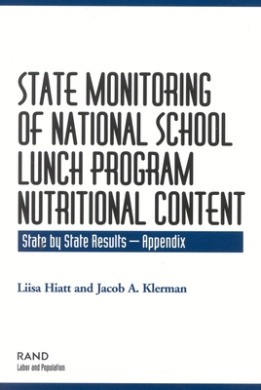 STATE MONITORING
OF NATIONAL SCHOOL
LUNCH PROGRAM
NUTRITIONAL CONTENT
State by State Results — Appendix
Liisa Hiatt and Jacob A. Klerman
RAND
Labor and Population